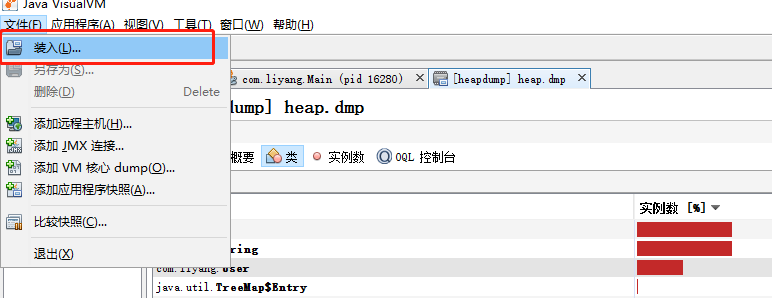 Java VisualVM
文件(F) 应用程序(A) 视图(V) 工具(T) 窗口(W) 帮助(H)
装入(L)...
另存为(S)...
删除(D) Delete
添加远程主机(H)...
添加 JMX 连接...
添加 VM 核心 dump(O)...
添加应用程序快照(A)...
比较快照(C)...
退出(X)
com.liyang.Main (pid 16280)
[heapdump] heap.dmp
dump] heap.dmp
概要 类 实例数 OQL 控制台
实例数 [%]
ring
com.liyang.User
java.util.TreeMap$Entry